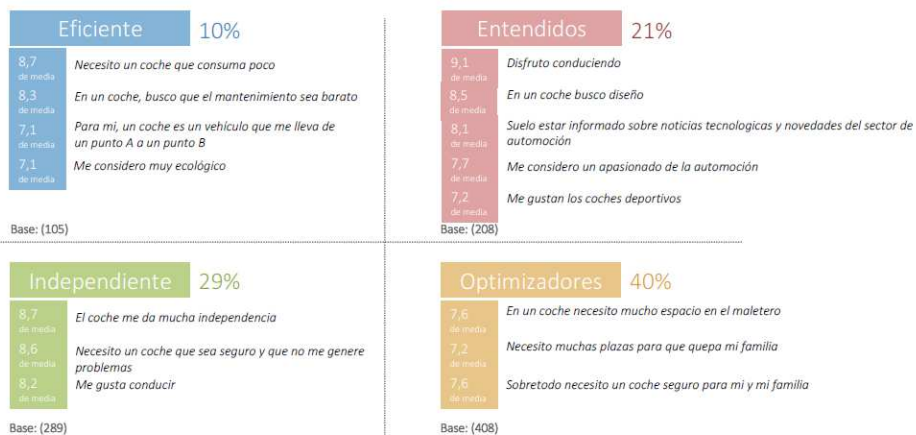 Eficiente 10%
8,7
de media
Necesito un coche que consuma poco
8,3
de media
En un coche, busco que el mantenimiento sea barato
7,1
de media
Para mi, un coche es un vehículo que me lleva de
un punto A a un punto B
7,1
de media
Me considero muy ecológico
Base: (105)
Entendidos 21%
9,1
de media
Disfruto conduciendo
8,5
de media
En un coche busco diseño
8,1
de media
Suelo estar informado sobre noticias tecnologicas y novedades del sector de
automoción
7,7
de media
Me considero un apasionado de la automoción
7,2
de media
Me gustan los coches deportivos
Base: (208)
Independiente 29%
8,7
de media
El coche me da mucha independencia
8,6
de media
Necesito un coche que sea seguro y que no me genere
problemas
8,2
de media
Me gusta conducir
Base: (289)
Optimizadores 40%
7,6
de media
En un coche necesito mucho espacio en el maletero
7,2
de media
Necesito muchas plazas para que quepa mi familia
7,6
de media
Sobretodo necesito un coche seguro para mi y mi familia
Base: (408)